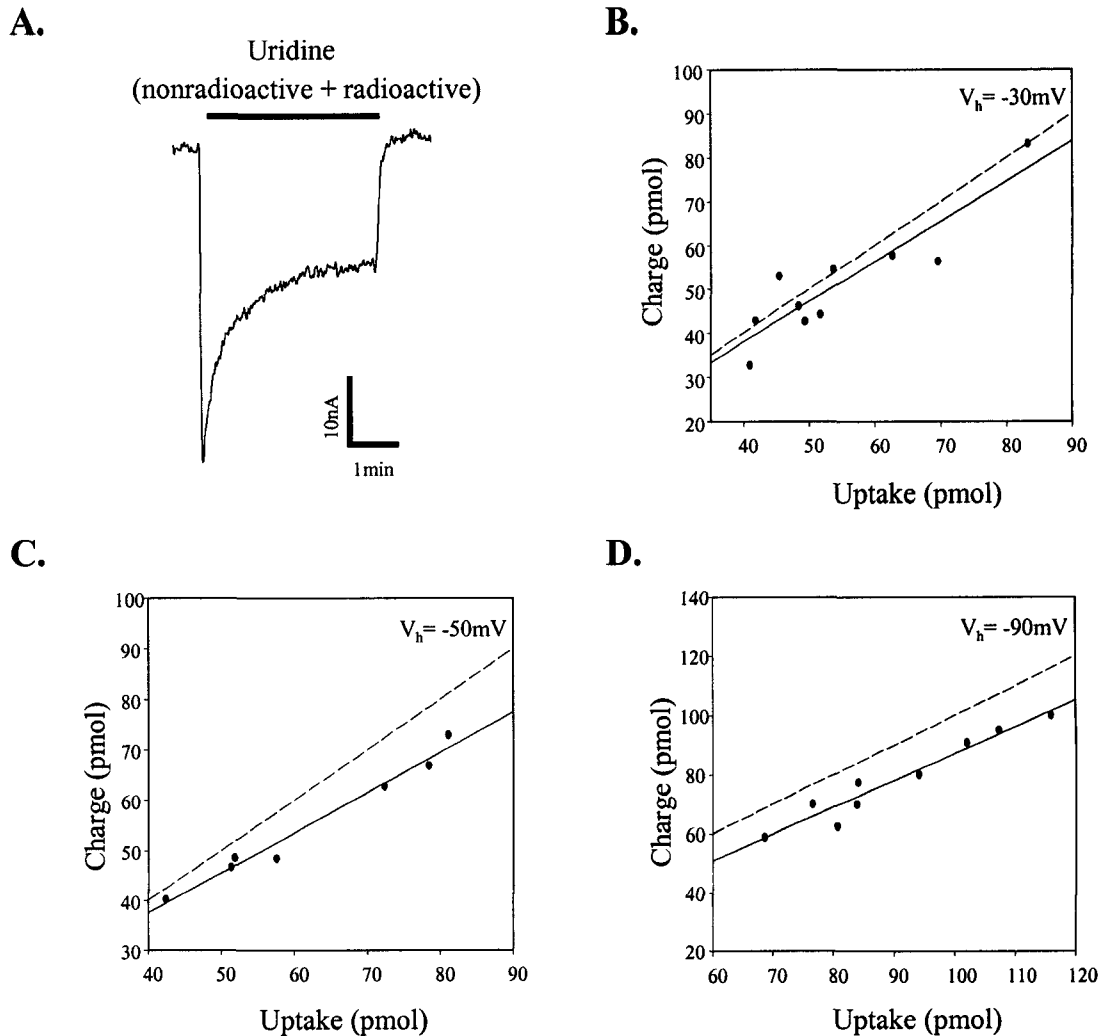 A.
Uridine
(nonradioactive + radioactive)
10nA
1min
B.
V_h= -30mV
100
90
80
70
60
50
40
30
20
Charge (pmol)
40 50 60 70 80 90
Uptake (pmol)
C.
V_h= -50mV
100
90
80
70
60
50
40
30
Charge (pmol)
40 50 60 70 80 90
Uptake (pmol)
D.
V_h= -90mV
140
120
100
80
60
40
20
Charge (pmol)
60 70 80 90 100 110 120
Uptake (pmol)